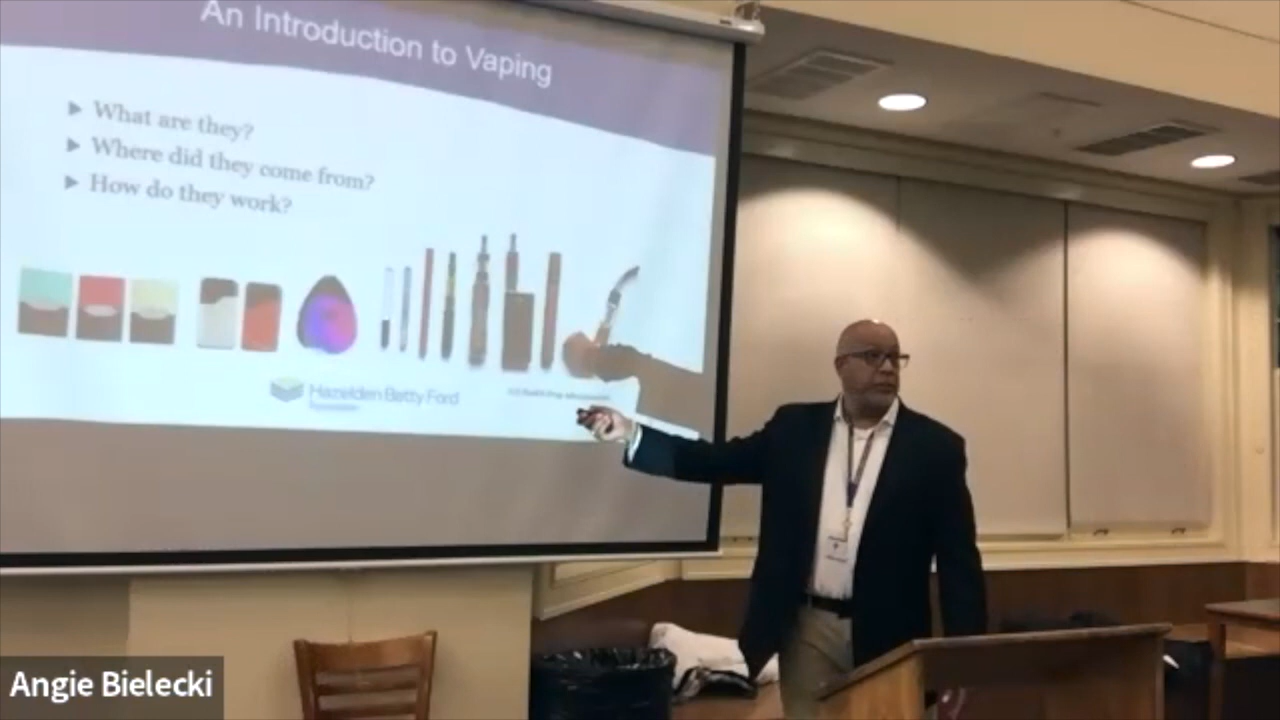 An Introduction to Vaping
What are they?
Where did they come from?
How do they work?
Hazelden Betty Ford
Foundation
Angie Bielecki